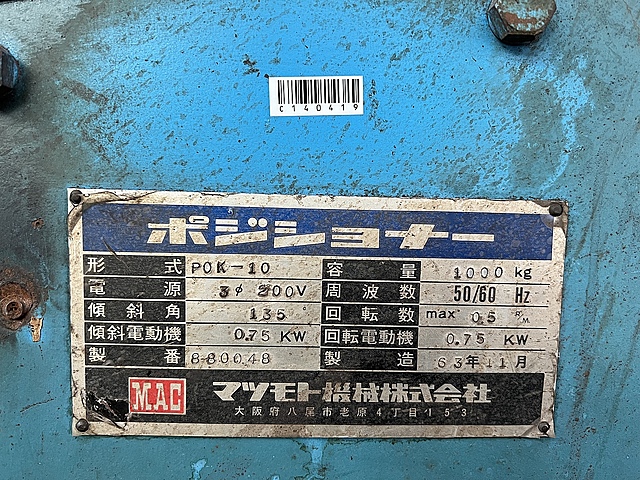 C140419
ポジショナー
形式 POK-10 容量 1000 kg
電源 3φ 200V 周波数 50/60 Hz
傾斜角 135 回転数 max 0.5 R.P.M
傾斜電動機 0.75 KW 回転電動機 0.75 KW
製番 880048 製造 63年11月
MAC マツモト機械株式会社
大阪府八尾市老原4丁目153